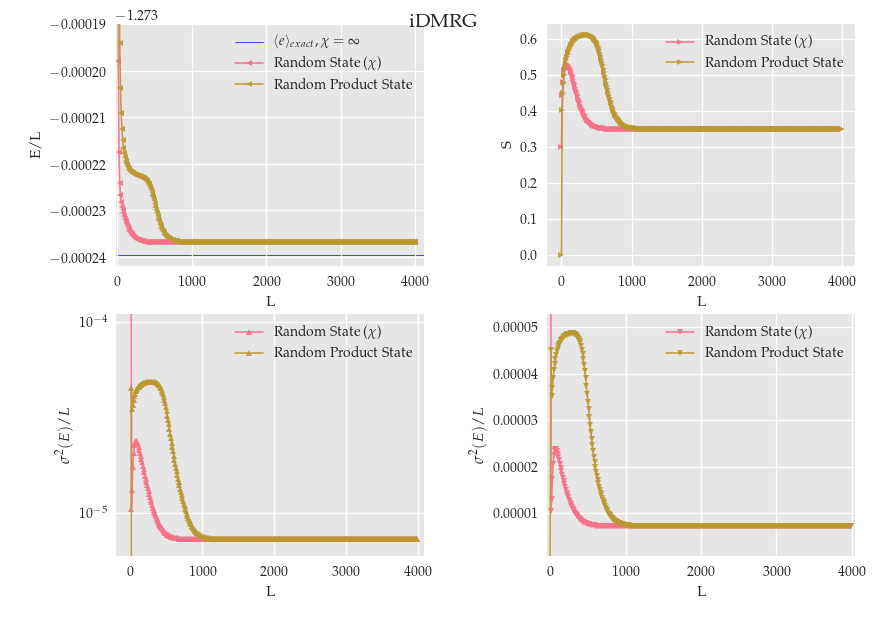 iDMRG
−1.273
−0.00019
−0.00020
−0.00021
−0.00022
−0.00023
−0.00024
E/L
0 1000 2000 3000 4000
L
⟨e⟩exact, χ = ∞
Random State (χ)
Random Product State
0.6
0.5
0.4
0.3
0.2
0.1
0.0
S
0 1000 2000 3000 4000
L
Random State (χ)
Random Product State
10−4
10−5
σ2(E)/L
0 1000 2000 3000 4000
L
Random State (χ)
Random Product State
0.00005
0.00004
0.00003
0.00002
0.00001
σ2(E)/L
0 1000 2000 3000 4000
L
Random State (χ)
Random Product State